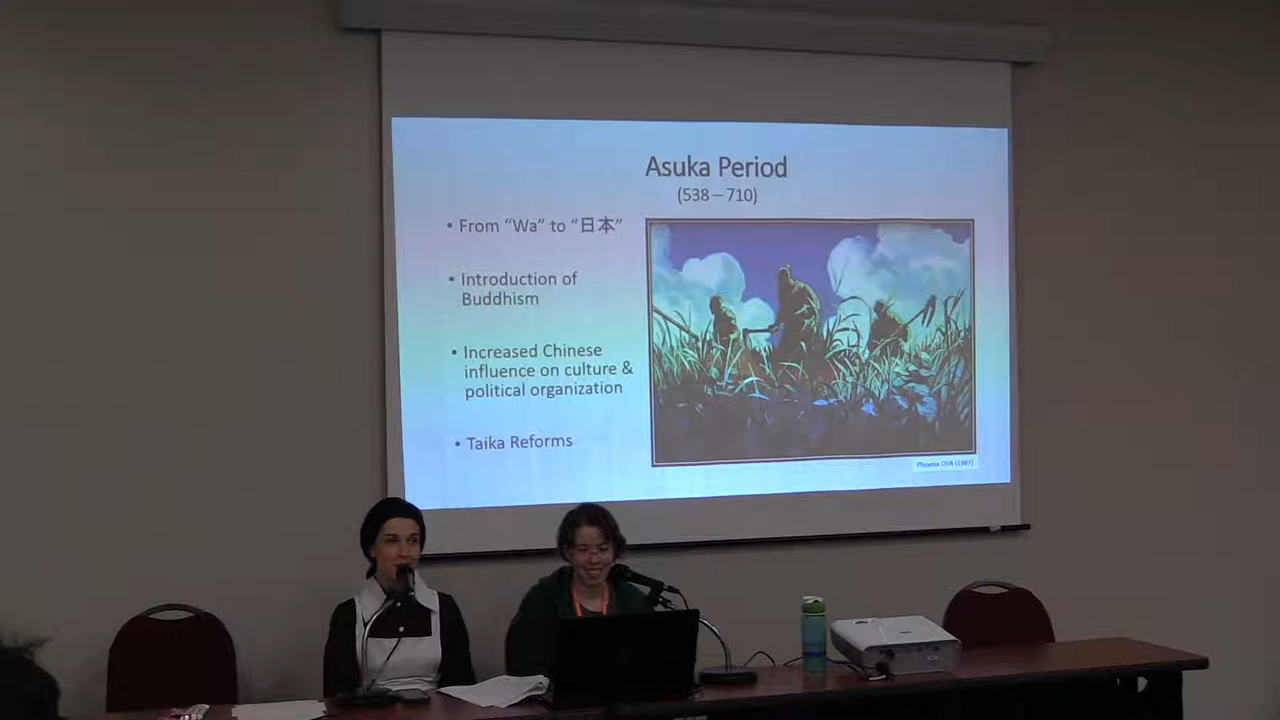 Asuka Period
(538 – 710)
• From “Wa” to “日本”
• Introduction of
Buddhism
• Increased Chinese
influence on culture &
political organization
• Taika Reforms
Phoenix OVA (1987)